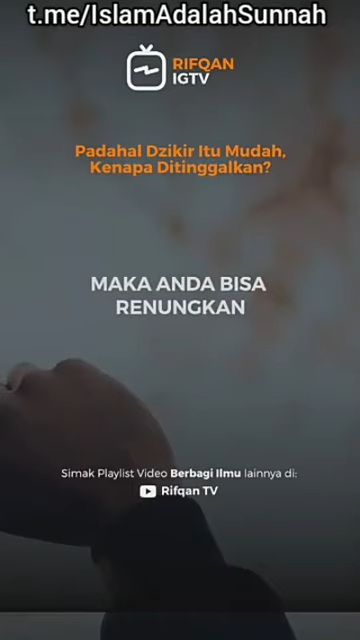 t.me/IslamAdalahSunnah
RIFQAN
IGTV
Padahal Dzikir Itu Mudah,
Kenapa Ditinggalkan?
MAKA ANDA BISA
RENUNGKAN
Simak Playlist Video Berbagi Ilmu lainnya di:
Rifqan TV